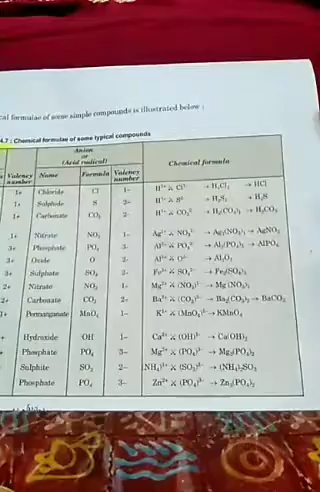 cal formulae of some simple compounds is illustrated below :
4.7 : Chemical formulae of some typical compounds
Anion
or
(Acid radical)
Chemical formula
Valency number Name Formula Valency number
1+ Chloride Cl 1– H¹⁺ Cl¹⁻ → H₁Cl₁ → HCl
1+ Sulphide S 2– H¹⁺ S²⁻ → H₂S₁ → H₂S
1+ Carbonate CO₃ 2– H¹⁺ CO₃²⁻ → H₂(CO₃)₁ → H₂CO₃
1+ Nitrate NO₃ 1– Ag¹⁺ NO₃¹⁻ → Ag₁(NO₃)₁ → AgNO₃
3+ Phosphate PO₄ 3– Al³⁺ PO₄³⁻ → Al₁(PO₄)₁ → AlPO₄
3+ Oxide O 2– Al³⁺ O²⁻ → Al₂O₃
3+ Sulphate SO₄ 2– Fe³⁺ SO₄²⁻ → Fe₂(SO₄)₃
2+ Nitrate NO₃ 1– Mg²⁺ (NO₃)¹⁻ → Mg (NO₃)₂
2+ Carbonate CO₃ 2– Ba²⁺ (CO₃)²⁻ → Ba₂(CO₃)₂ → BaCO₃
1+ Permanganate MnO₄ 1– K¹⁺ (MnO₄)¹⁻ → KMnO₄
+ Hydroxide OH 1– Ca²⁺ (OH)¹⁻ → Ca(OH)₂
+ Phosphate PO₄ 3– Mg²⁺ (PO₄)³⁻ → Mg₃(PO₄)₂
Sulphite SO₃ 2– (NH₄)¹⁺ (SO₃)²⁻ → (NH₄)₂SO₃
Phosphate PO₄ 3– Zn²⁺ (PO₄)³⁻ → Zn₃(PO₄)₂